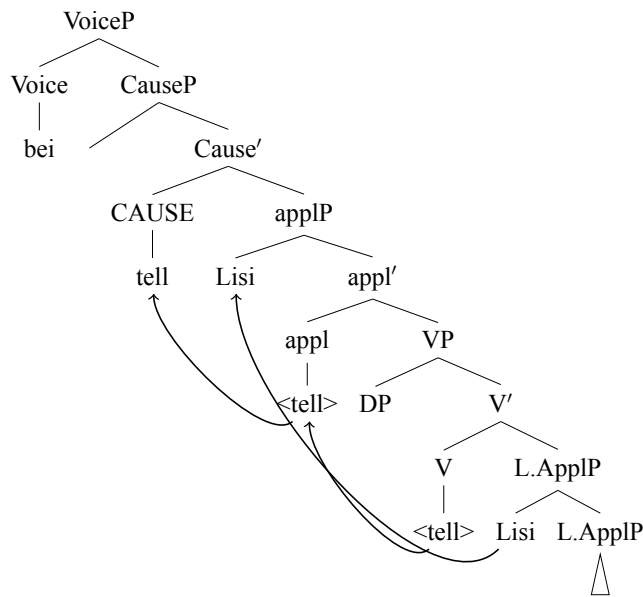 VoiceP
Voice CauseP
bei Cause′
CAUSE applP
tell Lisi appl′
appl VP
<tell> DP V′
V L.ApplP
<tell> Lisi L.ApplP